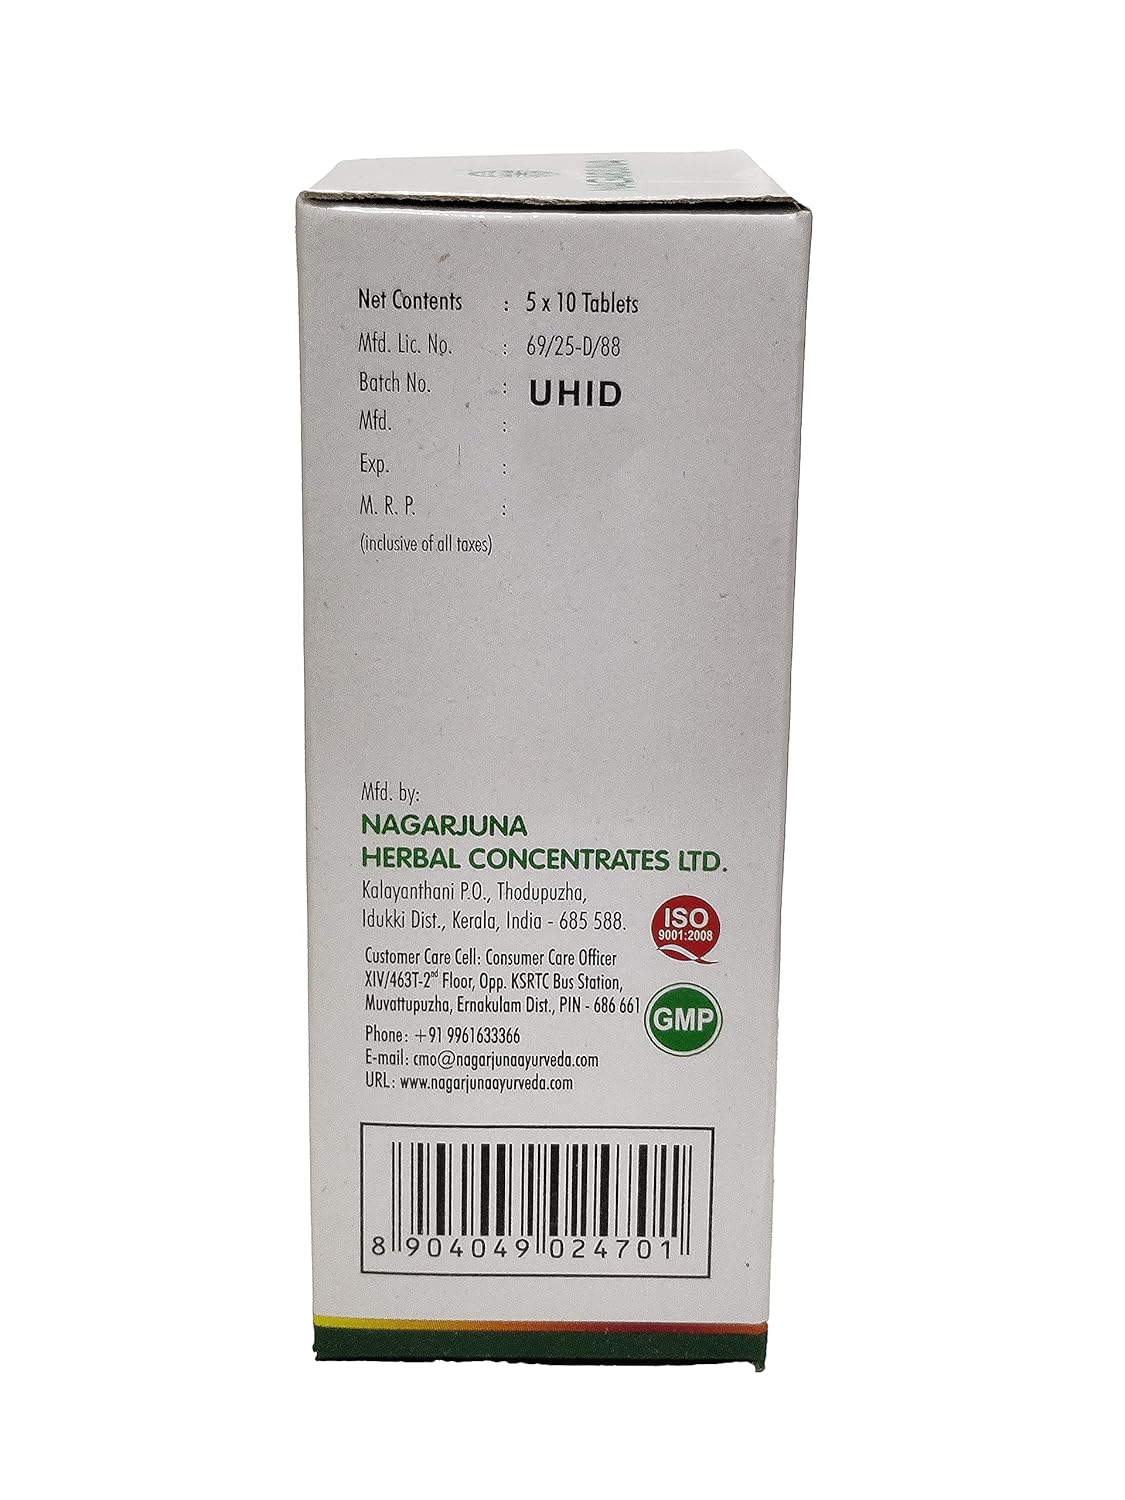 NAGARJUNA
Net Contents : 5 x 10 Tablets
Mfd. Lic. No. : 69/25-D/88
Batch No. : UHID
Mfd. :
Exp. :
M. R. P. :
(inclusive of all taxes)
Mfd. by:
NAGARJUNA
HERBAL CONCENTRATES LTD.
Kalayanthani P.O., Thodupuzha,
Idukki Dist., Kerala, India - 685 588.
ISO
9001:2008
Customer Care Cell: Consumer Care Officer
XIV/463T-2nd Floor, Opp. KSRTC Bus Station,
Muvattupuzha, Ernakulam Dist., PIN - 686 661
GMP
Phone: +91 9961633366
E-mail: cmo@nagarjunaayurveda.com
URL: www.nagarjunaayurveda.com
8 904049 024701